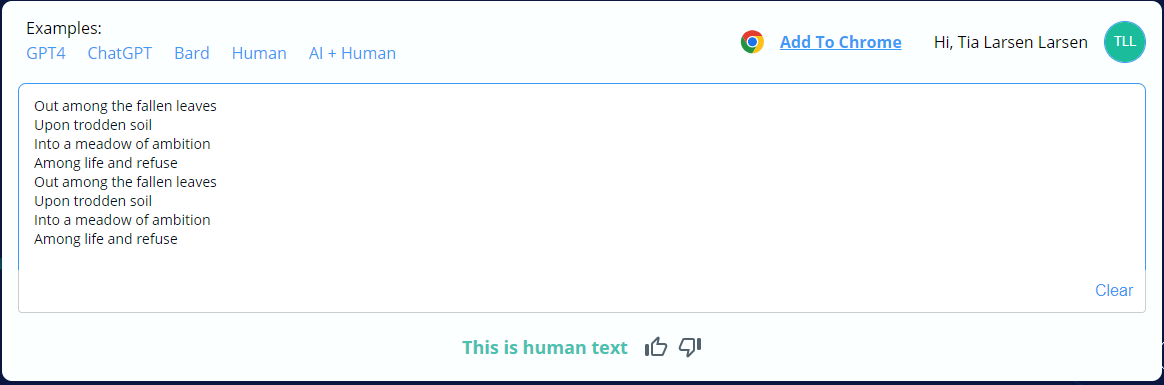 Examples:
GPT4 ChatGPT Bard Human AI + Human
Add To Chrome Hi, Tia Larsen Larsen TLL
Out among the fallen leaves
Upon trodden soil
Into a meadow of ambition
Among life and refuse
Out among the fallen leaves
Upon trodden soil
Into a meadow of ambition
Among life and refuse
Clear
This is human text